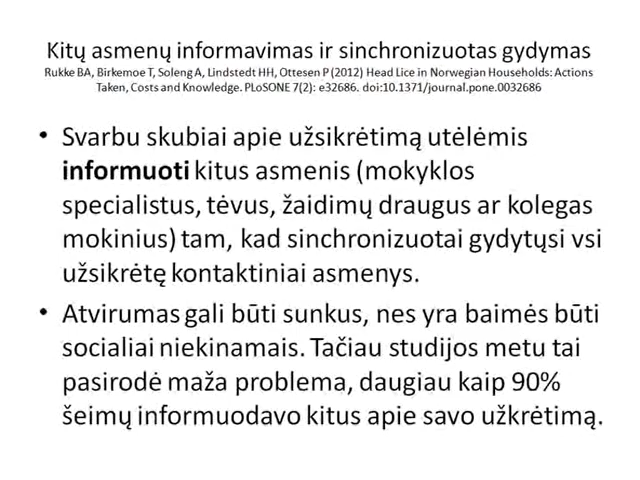 Kitų asmenų informavimas ir sinchronizuotas gydymas
Rukke BA, Birkemoe T, Soleng A, Lindstedt HH, Ottesen P (2012) Head Lice in Norwegian Households: Actions
Taken, Costs and Knowledge. PLoSONE 7(2): e32686. doi:10.1371/journal.pone.0032686
• Svarbu skubiai apie užsikrėtimą utėlėmis
informuoti kitus asmenis (mokyklos
specialistus, tėvus, žaidimų draugus ar kolegas
mokinius) tam, kad sinchronizuotai gydytųsi vsi
užsikrėtę kontaktiniai asmenys.
• Atvirumas gali būti sunkus, nes yra baimės būti
socialiai niekinamais. Tačiau studijos metu tai
pasirodė maža problema, daugiau kaip 90%
šeimų informuodavo kitus apie savo užkrėtimą.